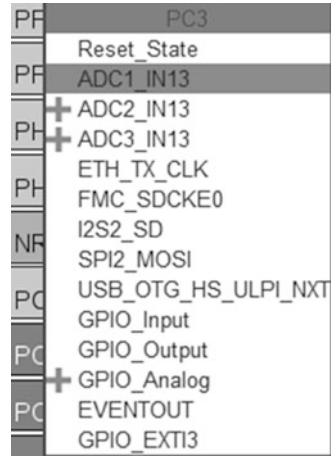 PC3
Reset_State
ADC1_IN13
ADC2_IN13
ADC3_IN13
ETH_TX_CLK
FMC_SDCKE0
I2S2_SD
SPI2_MOSI
USB_OTG_HS_ULPI_NXT
GPIO_Input
GPIO_Output
GPIO_Analog
EVENTOUT
GPIO_EXTI3